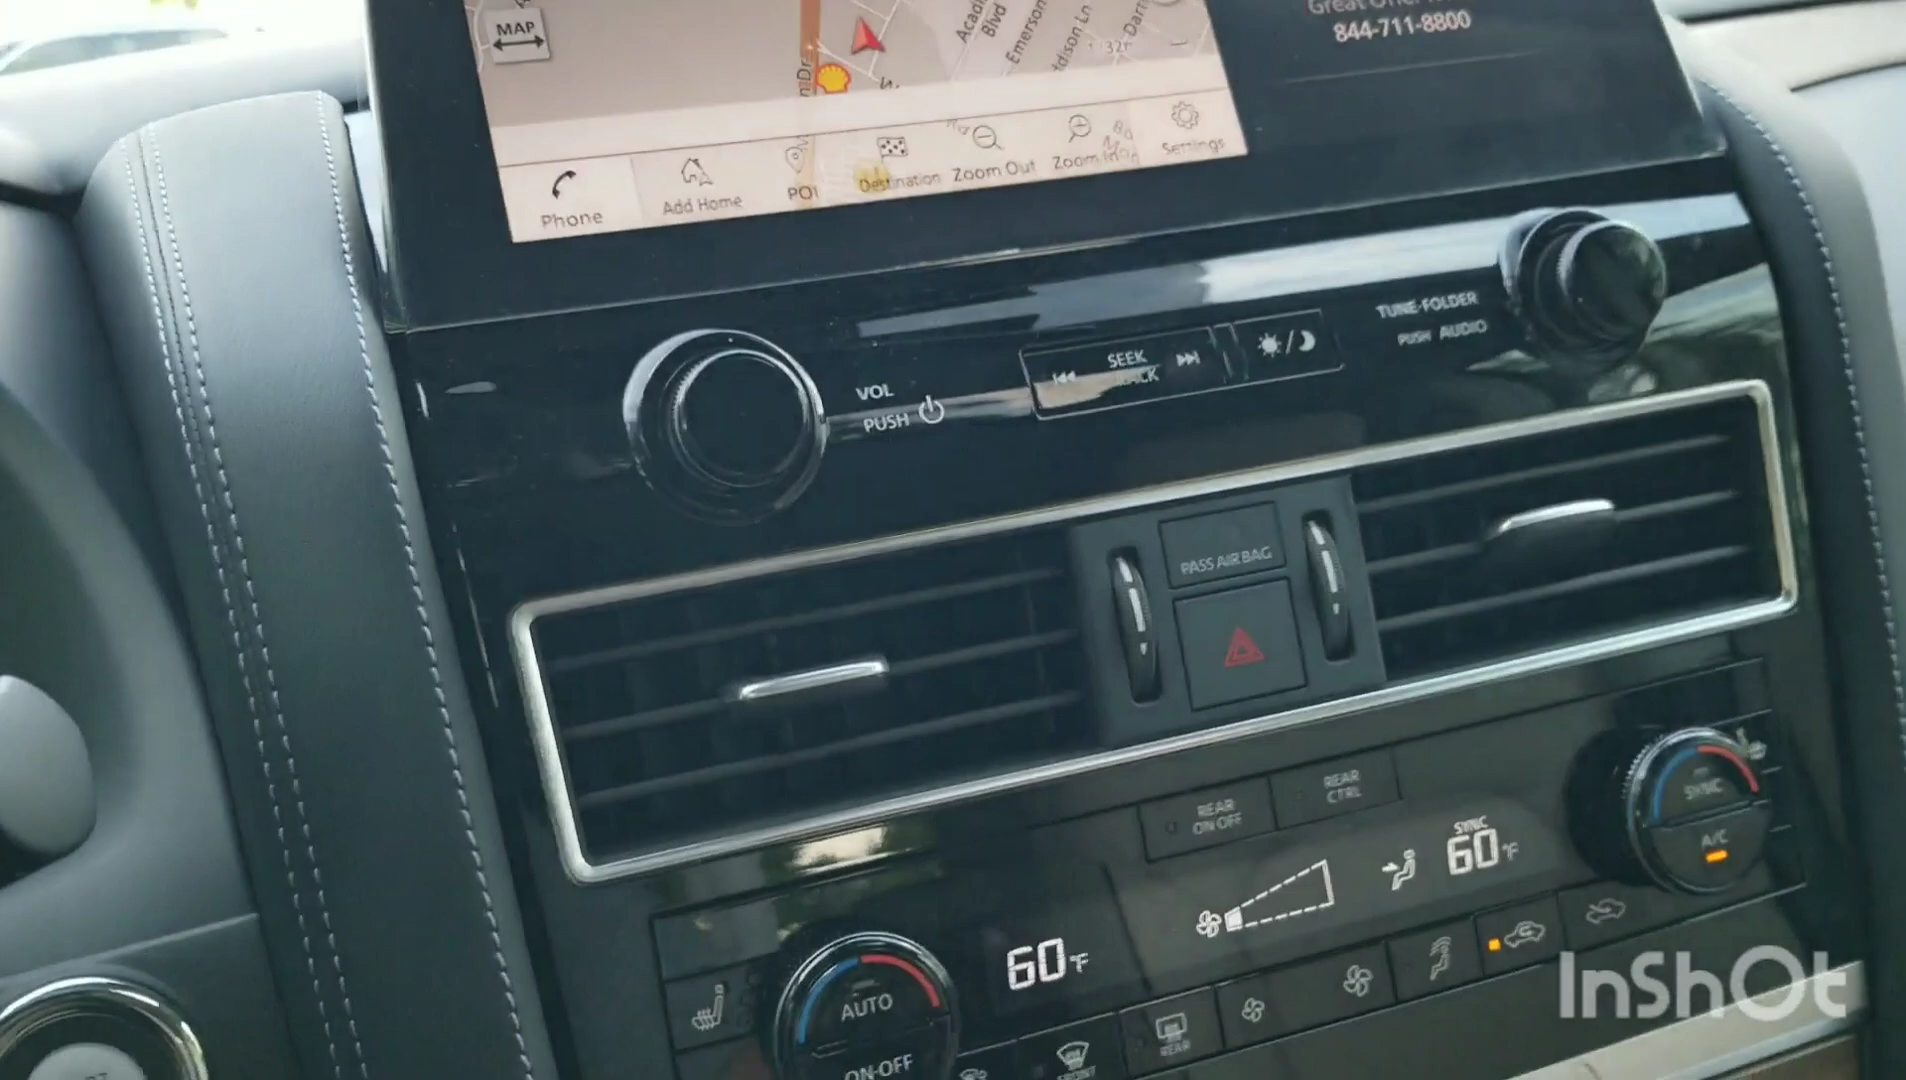 MAP
844-711-8800
Emerson
Blvd
Phone
Add Home
POI
Destination
Zoom Out
Zoom In
Settings
VOL
PUSH
SEEK
TRACK
TUNE·FOLDER
PUSH AUDIO
PASS AIR BAG
REAR
ON·OFF
REAR
CTRL
SYNC
60°F
60°F
SYNC
A/C
AUTO
ON·OFF
REAR
FRONT
InShOt